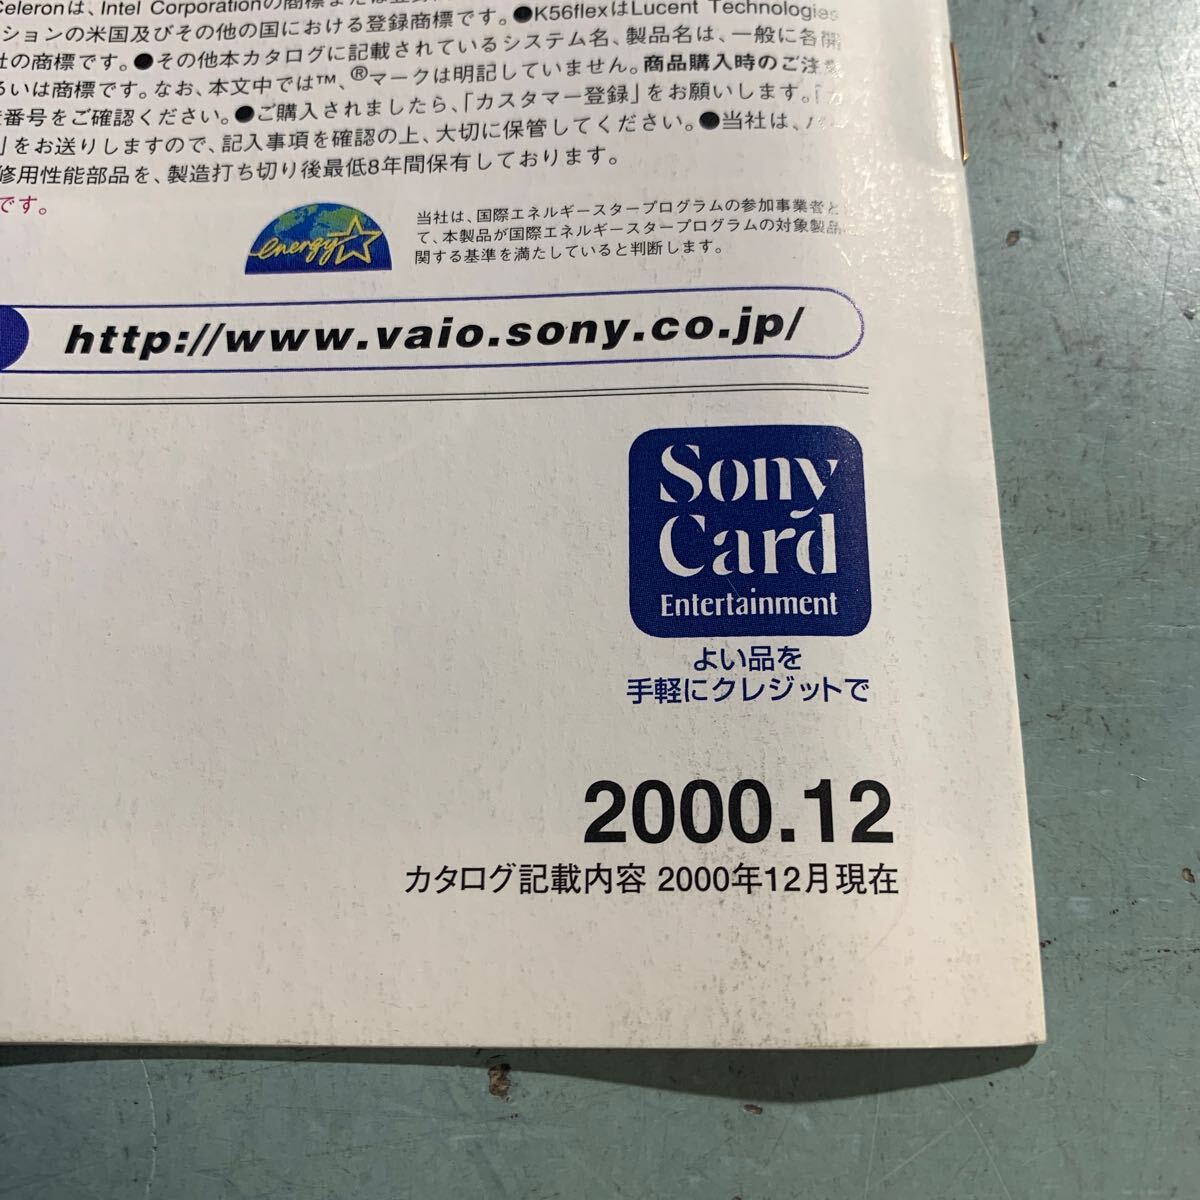 Celeronは、Intel Corporationの商標または登録
ションの米国及びその他の国における登録商標です。●K56flexはLucent Technologies
社の商標です。●その他本カタログに記載されているシステム名、製品名は、一般に各開
るいは商標です。なお、本文中では™、®マークは明記していません。商品購入時のご注意
番号をご確認ください。●ご購入されましたら、「カスタマー登録」をお願いします。「カ
」をお送りしますので、記入事項を確認の上、大切に保管してください。●当社は、パ
修用性能部品を、製造打ち切り後最低8年間保有しております。
です。
energy
当社は、国際エネルギースタープログラムの参加事業者と
て、本製品が国際エネルギースタープログラムの対象製品に
関する基準を満たしていると判断します。
http://www.vaio.sony.co.jp/
Sony
Card
Entertainment
よい品を
手軽にクレジットで
2000.12
カタログ記載内容 2000年12月現在